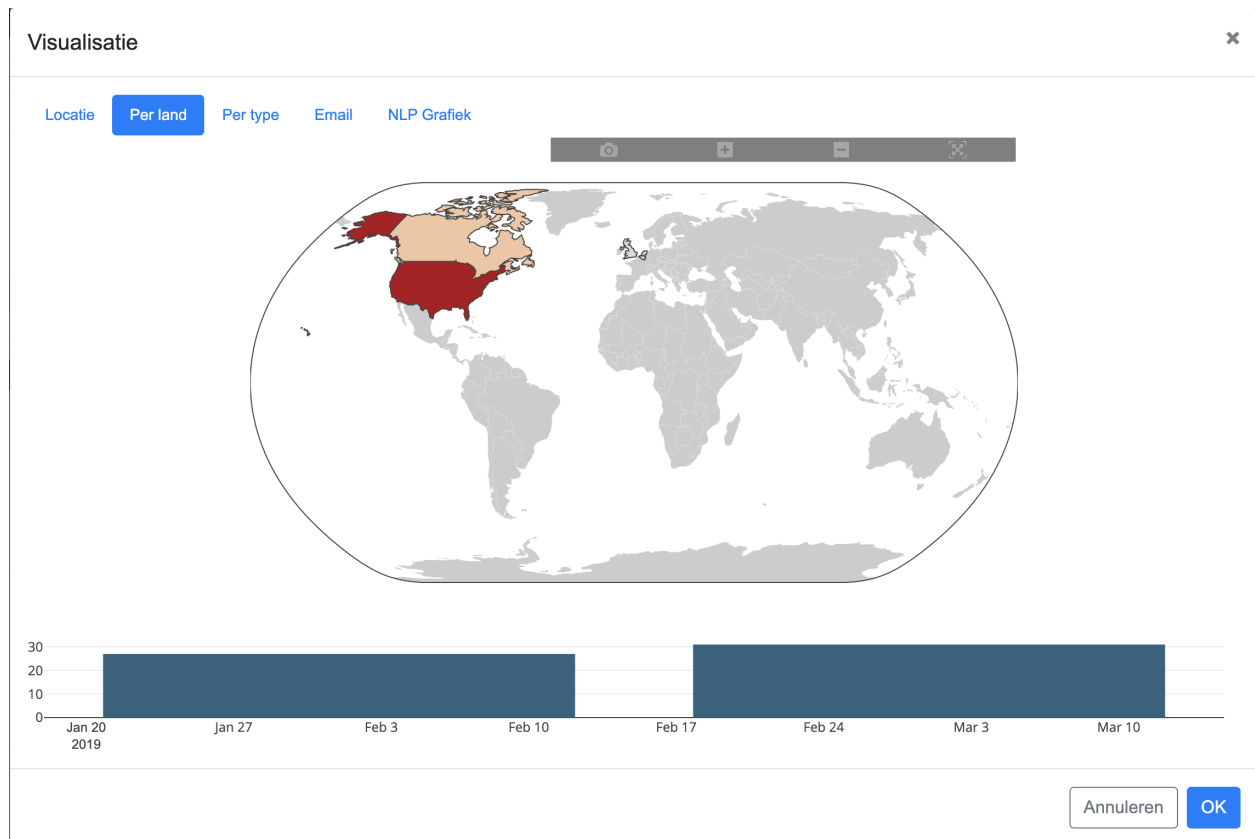 Visualisatie ×
Locatie Per land Per type Email NLP Grafiek
30
20
10
0
Jan 20 Jan 27 Feb 3 Feb 10 Feb 17 Feb 24 Mar 3 Mar 10
2019
Annuleren OK